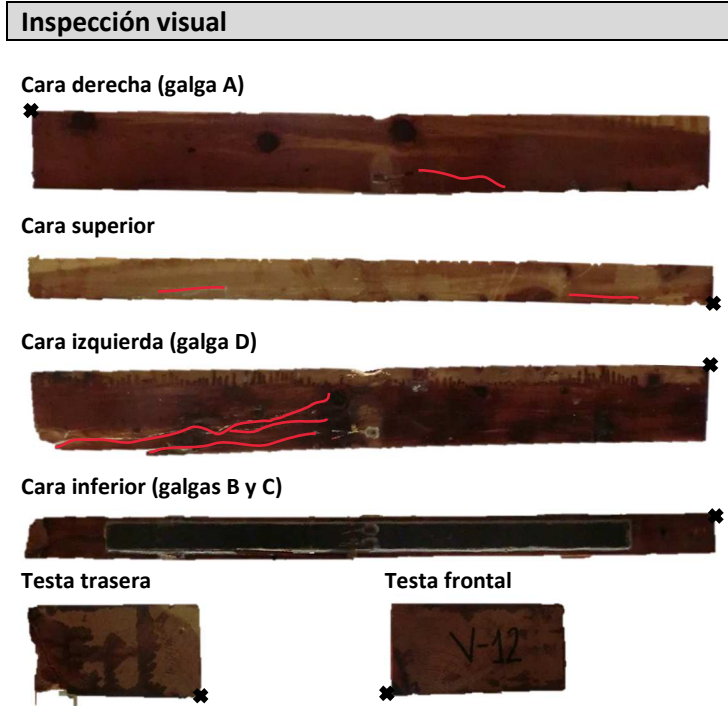 Inspección visual
Cara derecha (galga A)
Cara superior
Cara izquierda (galga D)
Cara inferior (galgas B y C)
Testa trasera
Testa frontal
V-12